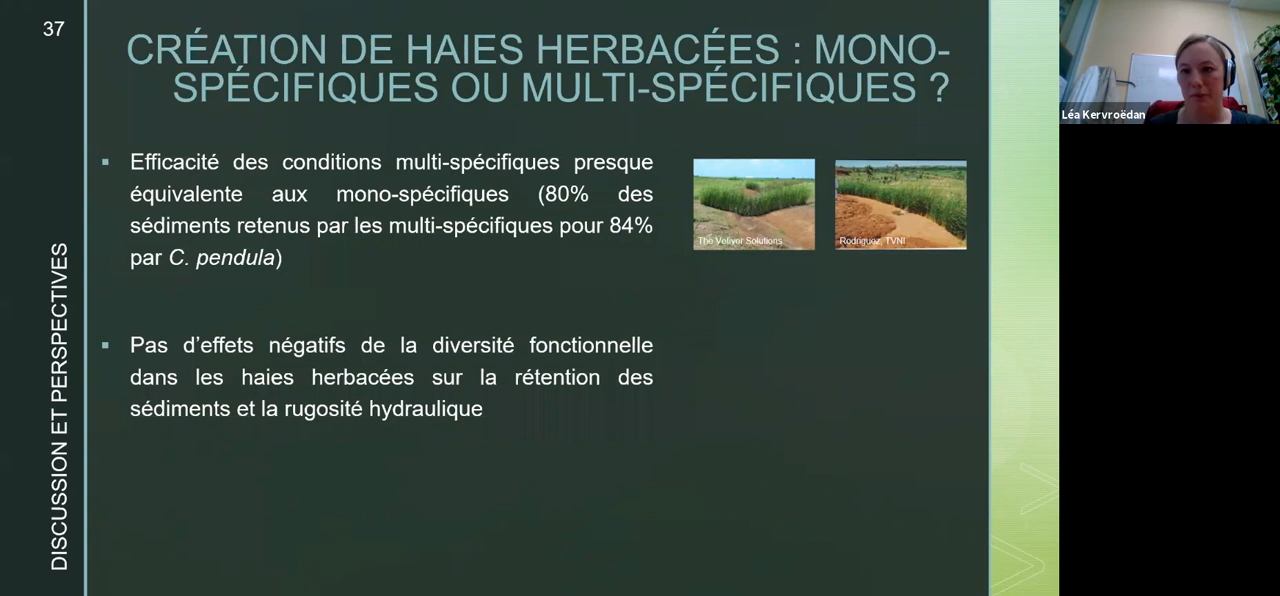 37
CRÉATION DE HAIES HERBACÉES : MONO-
SPÉCIFIQUES OU MULTI-SPÉCIFIQUES ?
▪ Efficacité des conditions multi-spécifiques presque
équivalente aux mono-spécifiques (80% des
sédiments retenus par les multi-spécifiques pour 84%
par C. pendula)
▪ Pas d’effets négatifs de la diversité fonctionnelle
dans les haies herbacées sur la rétention des
sédiments et la rugosité hydraulique
The Vetiver Solutions
Rodriguez, TVNI
DISCUSSION ET PERSPECTIVES
Léa Kervroëdan